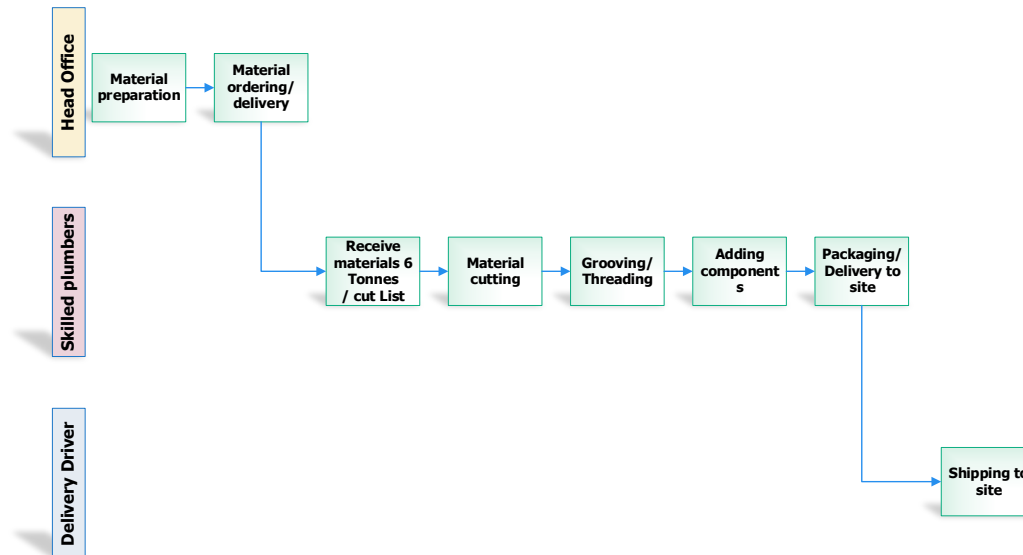 Head Office
Material
preparation
Material
ordering/
delivery
Skilled plumbers
Receive
materials 6
Tonnes
/ cut List
Material
cutting
Grooving/
Threading
Adding
component
s
Packaging/
Delivery to
site
Delivery Driver
Shipping to
site